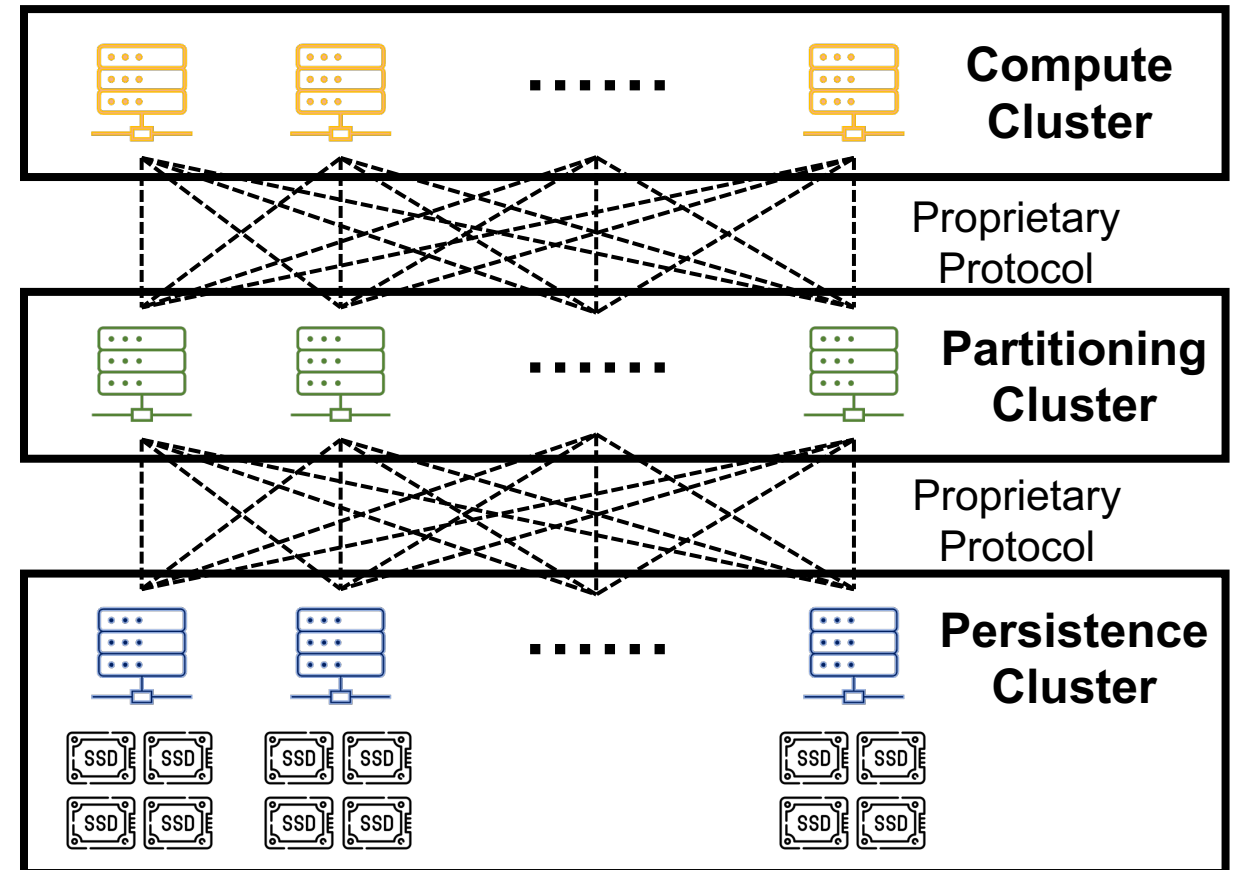 Compute
Cluster
Proprietary
Protocol
Partitioning
Cluster
Proprietary
Protocol
Persistence
Cluster
SSD SSD SSD SSD SSD SSD
SSD SSD SSD SSD SSD SSD